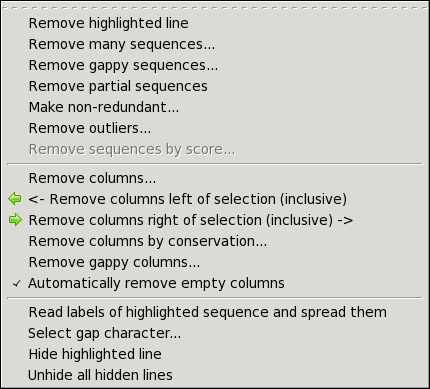 Remove highlighted line
Remove many sequences...
Remove gappy sequences...
Remove partial sequences
Make non-redundant...
Remove outliers...
Remove sequences by score...
Remove columns...
<- Remove columns left of selection (inclusive)
Remove columns right of selection (inclusive) ->
Remove columns by conservation...
Remove gappy columns...
Automatically remove empty columns
Read labels of highlighted sequence and spread them
Select gap character...
Hide highlighted line
Unhide all hidden lines